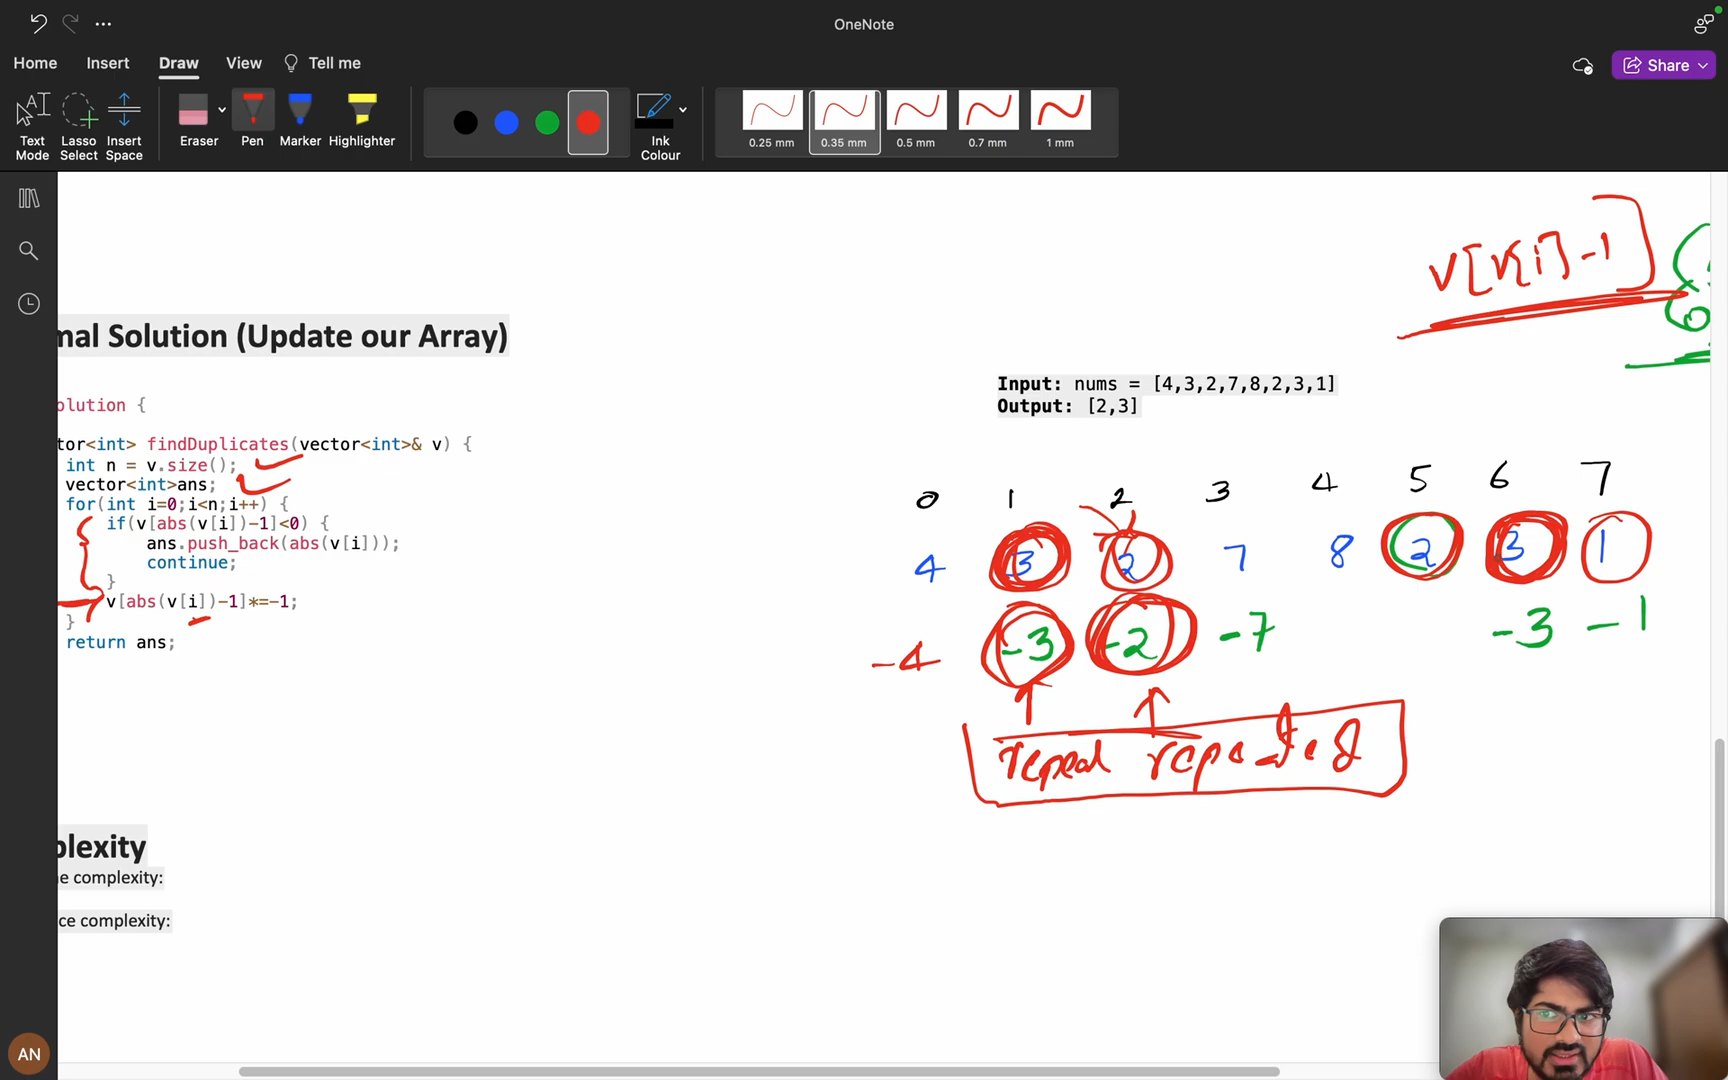 OneNote
Home Insert Draw View Tell me
Share
Text Mode
Lasso Select
Insert Space
Eraser
Pen
Marker
Highlighter
Ink Colour
0.25 mm
0.35 mm
0.5 mm
0.7 mm
1 mm
v[v[i]-1]
mal Solution (Update our Array)
Input: nums = [4,3,2,7,8,2,3,1]
Output: [2,3]
olution {
tor<int> findDuplicates(vector<int>& v) {
int n = v.size();
vector<int>ans;
for(int i=0;i<n;i++) {
if(v[abs(v[i])-1]<0) {
ans.push_back(abs(v[i]));
continue;
}
v[abs(v[i])-1]*=-1;
}
return ans;
0 1 2 3 4 5 6 7
4 3 2 7 8 2 3 1
-4 -3 -2 -7 -3 -1
repeated
plexity
e complexity:
ce complexity:
AN